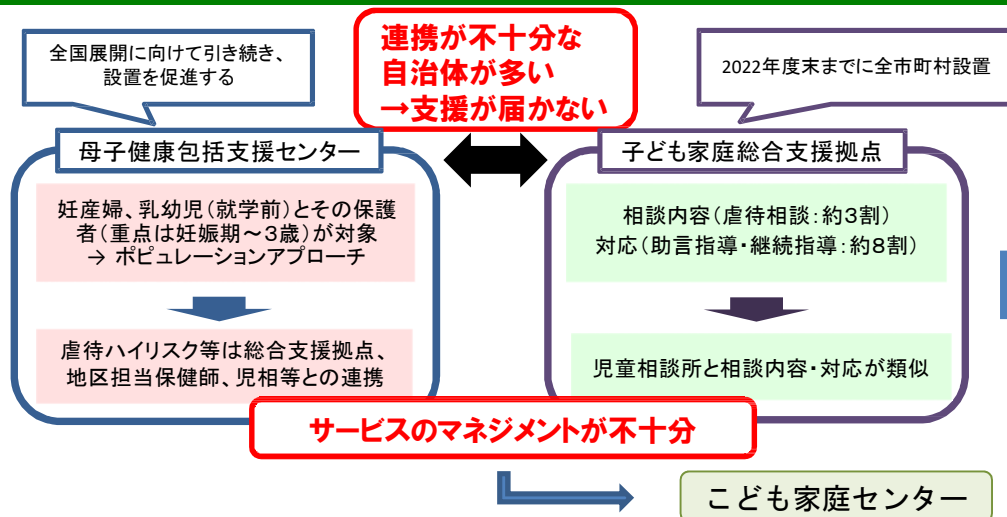 全国展開に向けて引き続き、
設置を促進する
連携が不十分な
自治体が多い
→支援が届かない
2022年度末までに全市町村設置
母子健康包括支援センター
妊産婦、乳幼児(就学前)とその保護
者(重点は妊娠期～3歳)が対象
→ ポピュレーションアプローチ
虐待ハイリスク等は総合支援拠点、
地区担当保健師、児相等との連携
子ども家庭総合支援拠点
相談内容(虐待相談:約3割)
対応(助言指導・継続指導:約8割)
児童相談所と相談内容・対応が類似
サービスのマネジメントが不十分
こども家庭センター